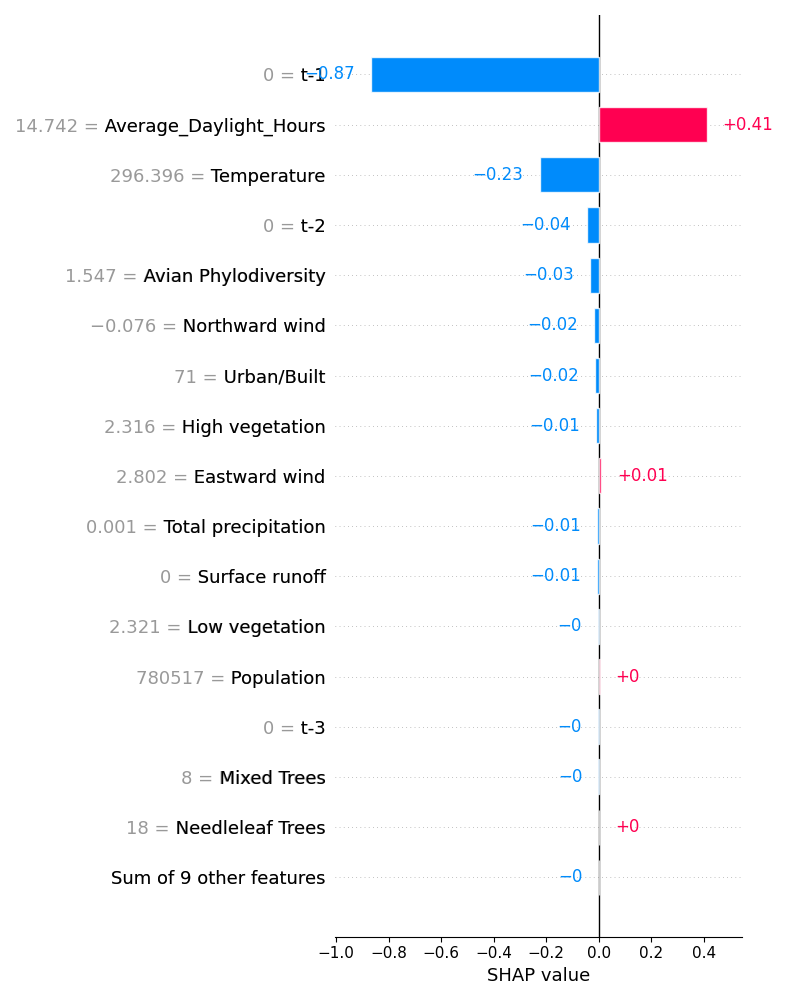 0 = t-1 −0.87
14.742 = Average_Daylight_Hours +0.41
296.396 = Temperature −0.23
0 = t-2 −0.04
1.547 = Avian Phylodiversity −0.03
−0.076 = Northward wind −0.02
71 = Urban/Built −0.02
2.316 = High vegetation −0.01
2.802 = Eastward wind +0.01
0.001 = Total precipitation −0.01
0 = Surface runoff −0.01
2.321 = Low vegetation −0
780517 = Population +0
0 = t-3 −0
8 = Mixed Trees −0
18 = Needleleaf Trees +0
Sum of 9 other features −0
−1.0 −0.8 −0.6 −0.4 −0.2 0.0 0.2 0.4
SHAP value